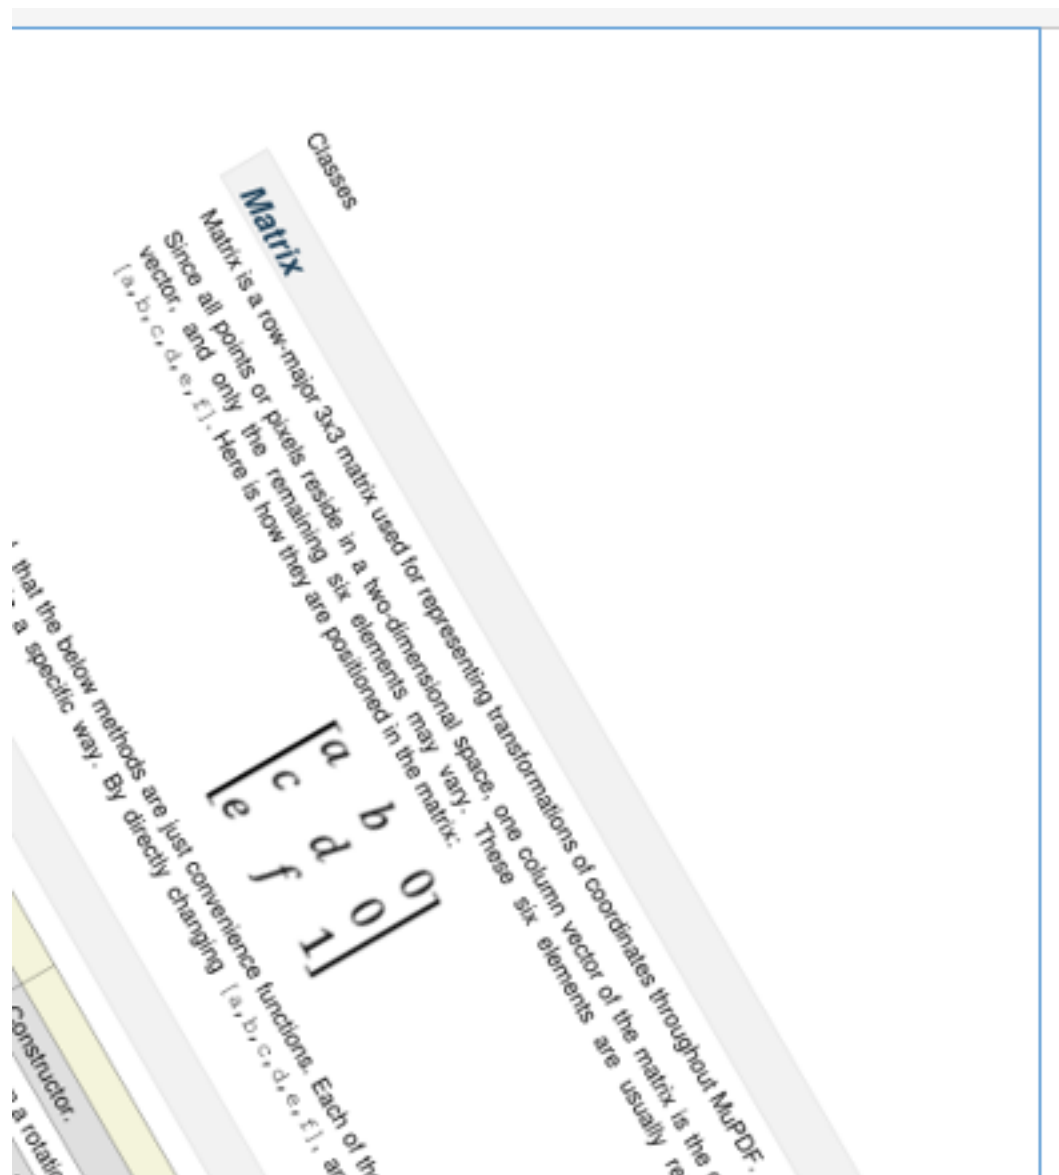 Classes
Matrix
Matrix is a row-major 3x3 matrix used for representing transformations of coordinates throughout MuPDF.
Since all points or pixels reside in a two-dimensional space, one column vector of the matrix is the
vector, and only the remaining six elements may vary. These six elements are usually
[a,b,c,d,e,f]. Here is how they are positioned in the matrix:
a b 0
c d 0
e f 1
that the below methods are just convenience functions. Each of
a specific way. By directly changing [a,b,c,d,e,f],
Constructor.
a